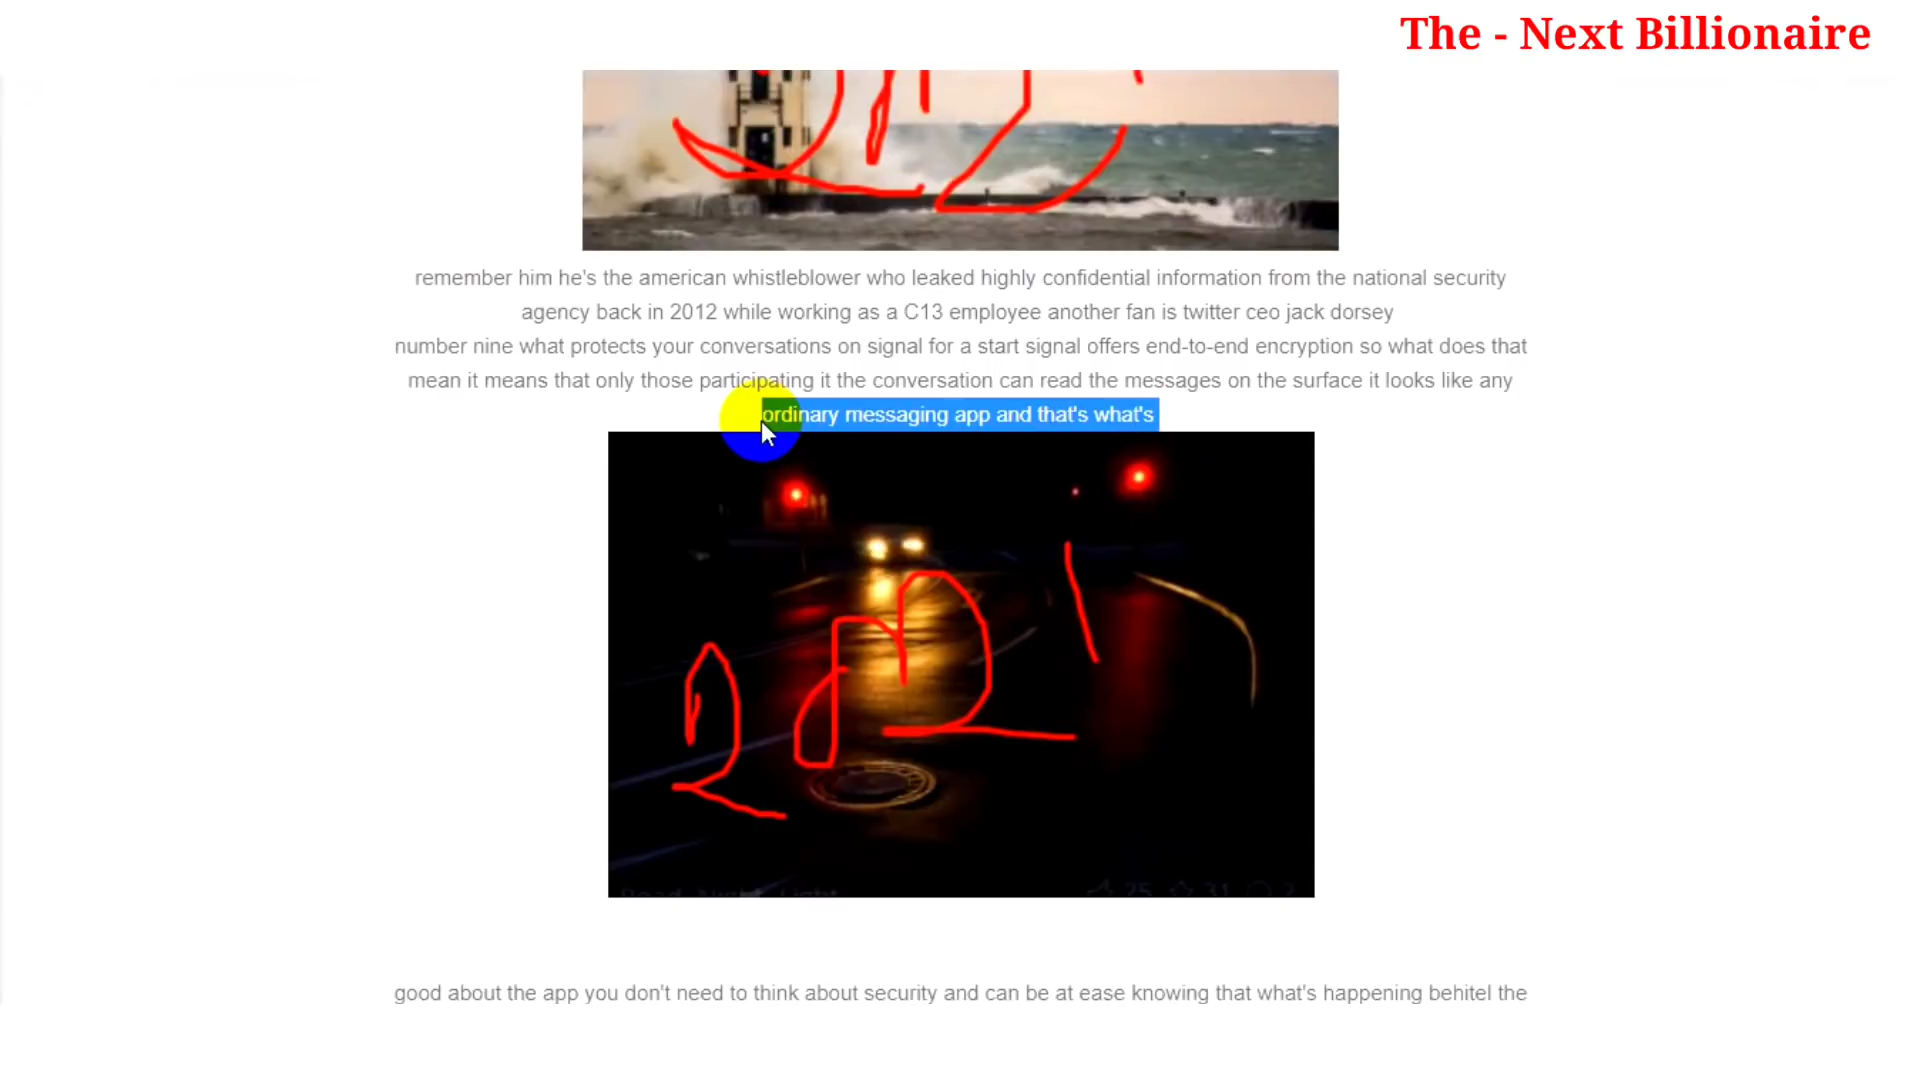 The - Next Billionaire
remember him he's the american whistleblower who leaked highly confidential information from the national security
agency back in 2012 while working as a C13 employee another fan is twitter ceo jack dorsey
number nine what protects your conversations on signal for a start signal offers end-to-end encryption so what does that
mean it means that only those participating it the conversation can read the messages on the surface it looks like any
ordinary messaging app and that's what's
good about the app you don't need to think about security and can be at ease knowing that what's happening behitel the